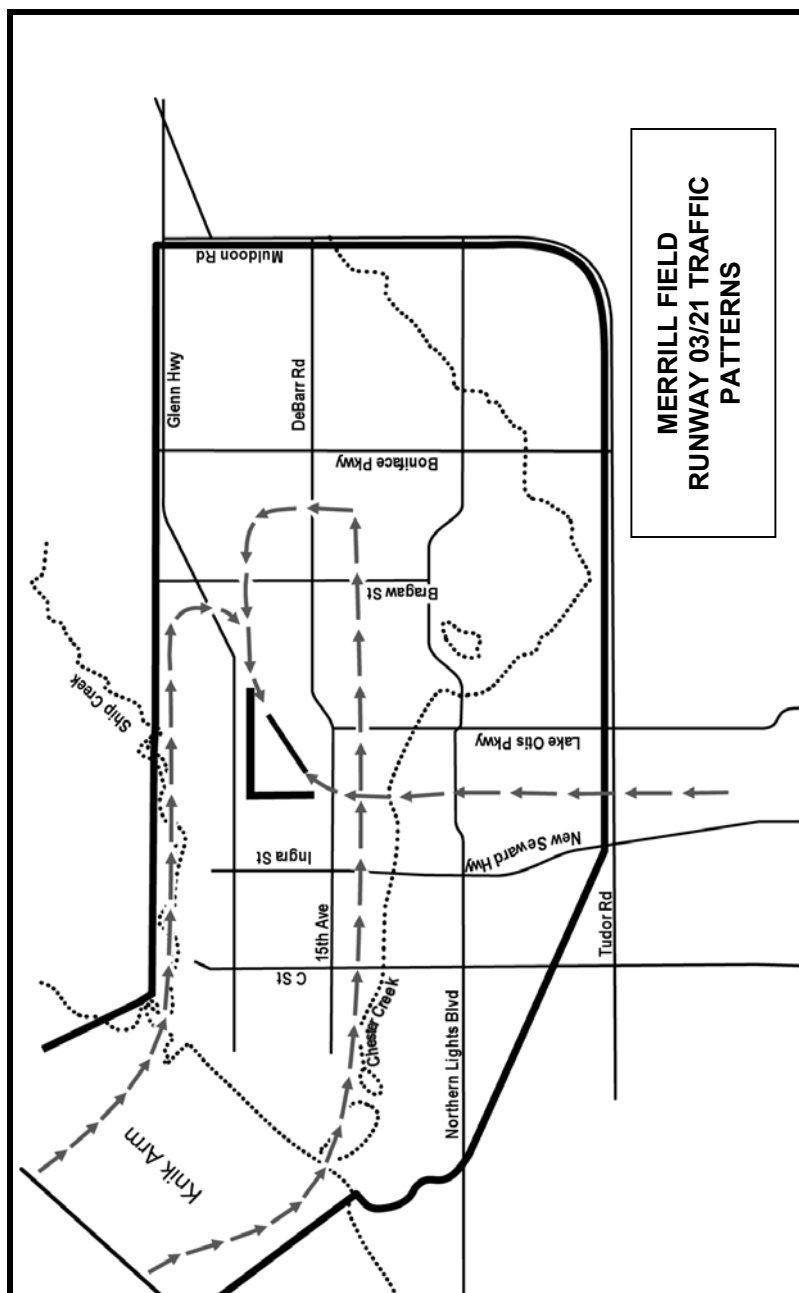 MERRILL FIELD
RUNWAY 03/21 TRAFFIC
PATTERNS
Muldoon Rd
Glenn Hwy
DeBarr Rd
Boniface Pkwy
Bragaw St
Ship Creek
Lake Otis Pkwy
New Seward Hwy
Ingra St
15th Ave
Tudor Rd
C St
Chester Creek
Northern Lights Blvd
Knik Arm